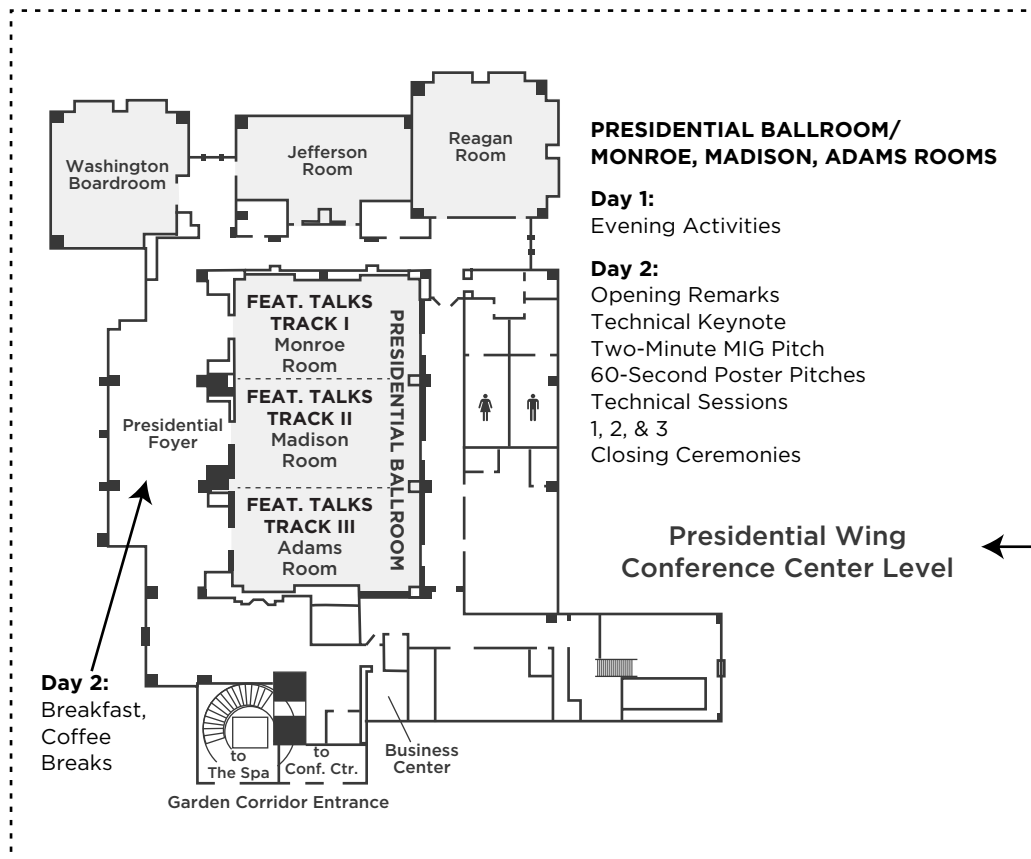 Washington
Boardroom
Jefferson
Room
Reagan
Room
PRESIDENTIAL BALLROOM/
MONROE, MADISON, ADAMS ROOMS
Day 1:
Evening Activities
Day 2:
Opening Remarks
Technical Keynote
Two-Minute MIG Pitch
60-Second Poster Pitches
Technical Sessions
1, 2, & 3
Closing Ceremonies
FEAT. TALKS
TRACK I
Monroe
Room
FEAT. TALKS
TRACK II
Madison
Room
FEAT. TALKS
TRACK III
Adams
Room
PRESIDENTIAL BALLROOM
Presidential
Foyer
Presidential Wing
Conference Center Level
Day 2:
Breakfast,
Coffee
Breaks
to
The Spa
to
Conf. Ctr.
Business
Center
Garden Corridor Entrance